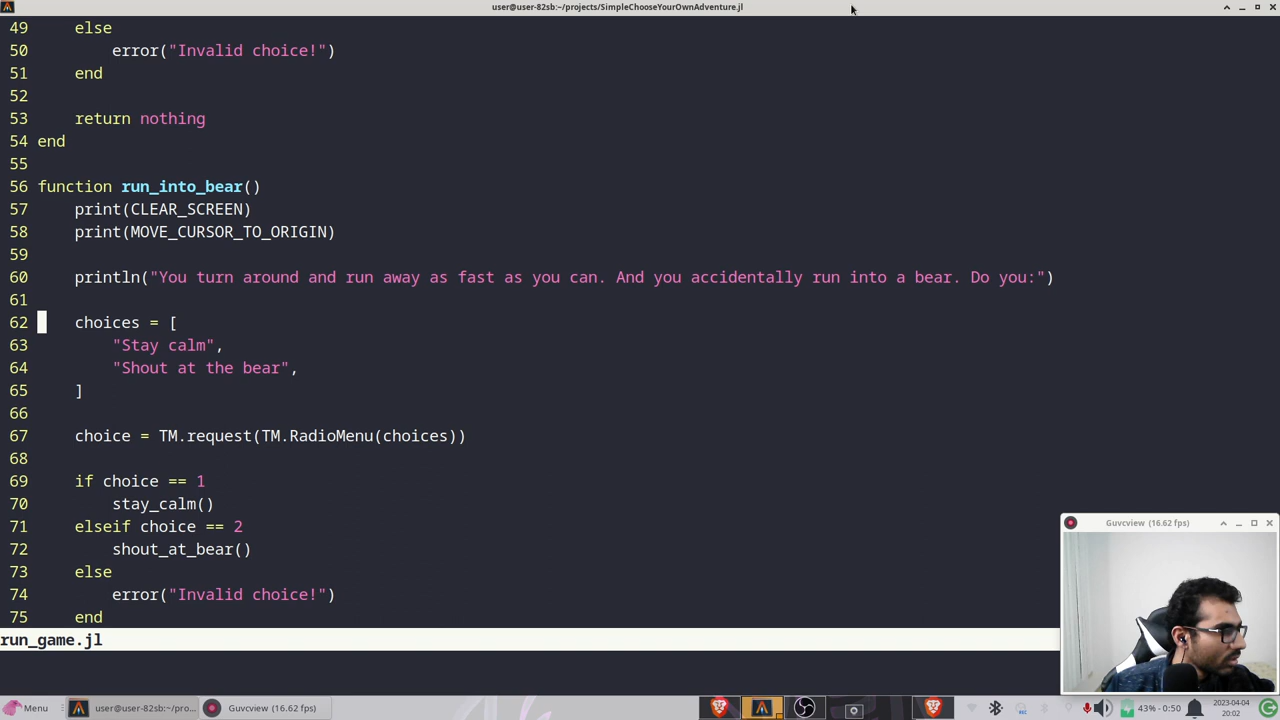 user@user-82sb:~/projects/SimpleChooseYourOwnAdventure.jl
49 else
50 error("Invalid choice!")
51 end
52
53 return nothing
54 end
55
56 function run_into_bear()
57 print(CLEAR_SCREEN)
58 print(MOVE_CURSOR_TO_ORIGIN)
59
60 println("You turn around and run away as fast as you can. And you accidentally run into a bear. Do you:")
61
62 choices = [
63 "Stay calm",
64 "Shout at the bear",
65 ]
66
67 choice = TM.request(TM.RadioMenu(choices))
68
69 if choice == 1
70 stay_calm()
71 elseif choice == 2
72 shout_at_bear()
73 else
74 error("Invalid choice!")
75 end
run_game.jl
Guvcview (16.62 fps)
Menu
user@user-82sb:~/pro...
Guvcview (16.62 fps)
43% - 0:50
2023-04-04
20:02